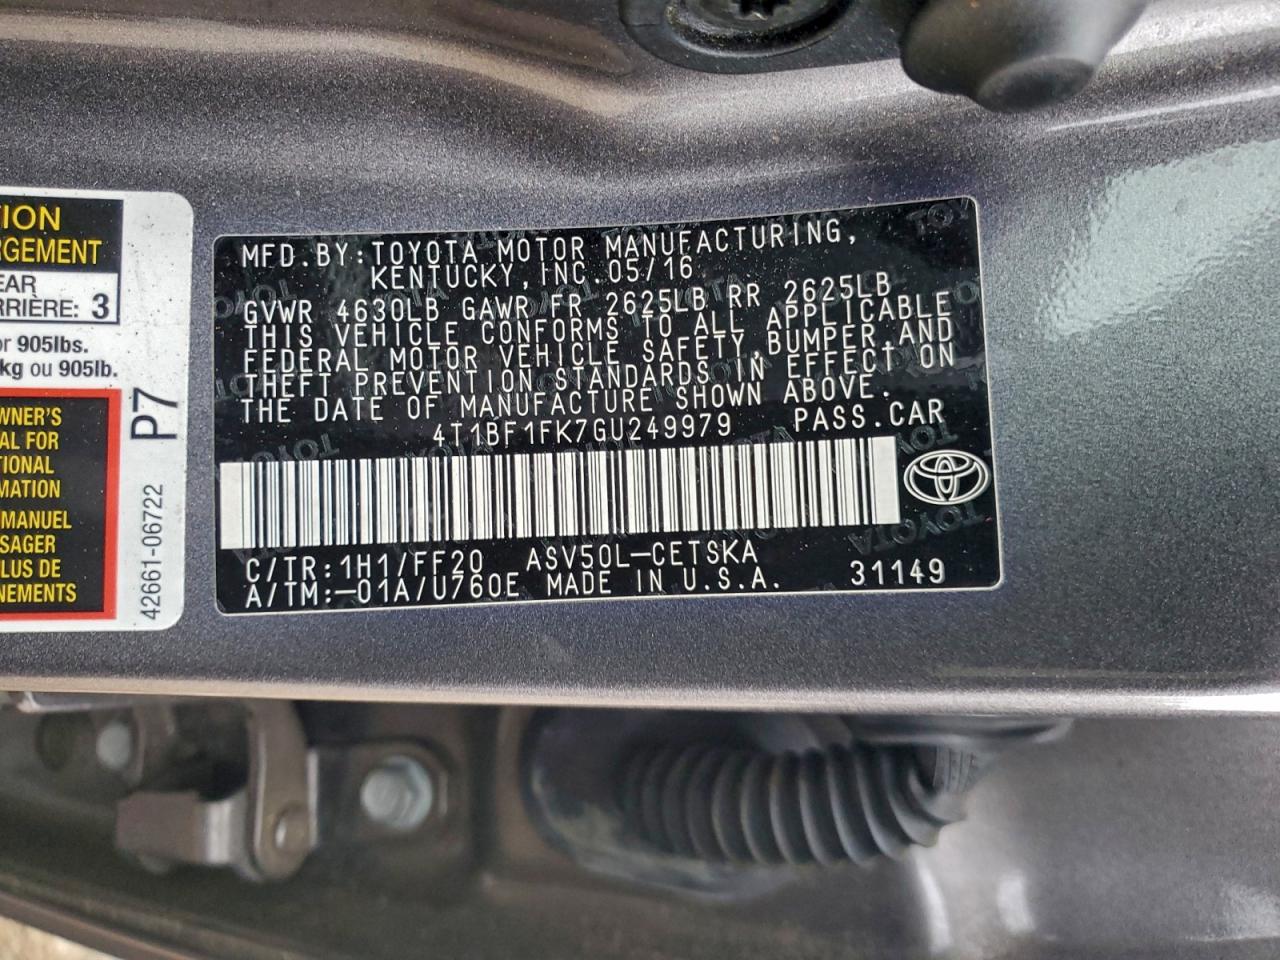 TION
RGEMENT
EAR
RRIÈRE: 3
or 905lbs.
kg ou 905lb.
WNER'S
AL FOR
TIONAL
MATION
MANUEL
SAGER
LUS DE
NEMENTS
P7
42661-06722
MFD. BY: TOYOTA MOTOR MANUFACTURING,
KENTUCKY, INC. 05/16
GVWR 4630LB GAWR FR 2625LB RR 2625LB
THIS VEHICLE CONFORMS TO ALL APPLICABLE
FEDERAL MOTOR VEHICLE SAFETY, BUMPER, AND
THEFT PREVENTION STANDARDS IN EFFECT ON
THE DATE OF MANUFACTURE SHOWN ABOVE.
4T1BF1FK7GU249979 PASS. CAR
C/TR: 1H1/FF20 ASV50L-CETSKA
A/TM: -01A/U760E MADE IN U.S.A. 31149